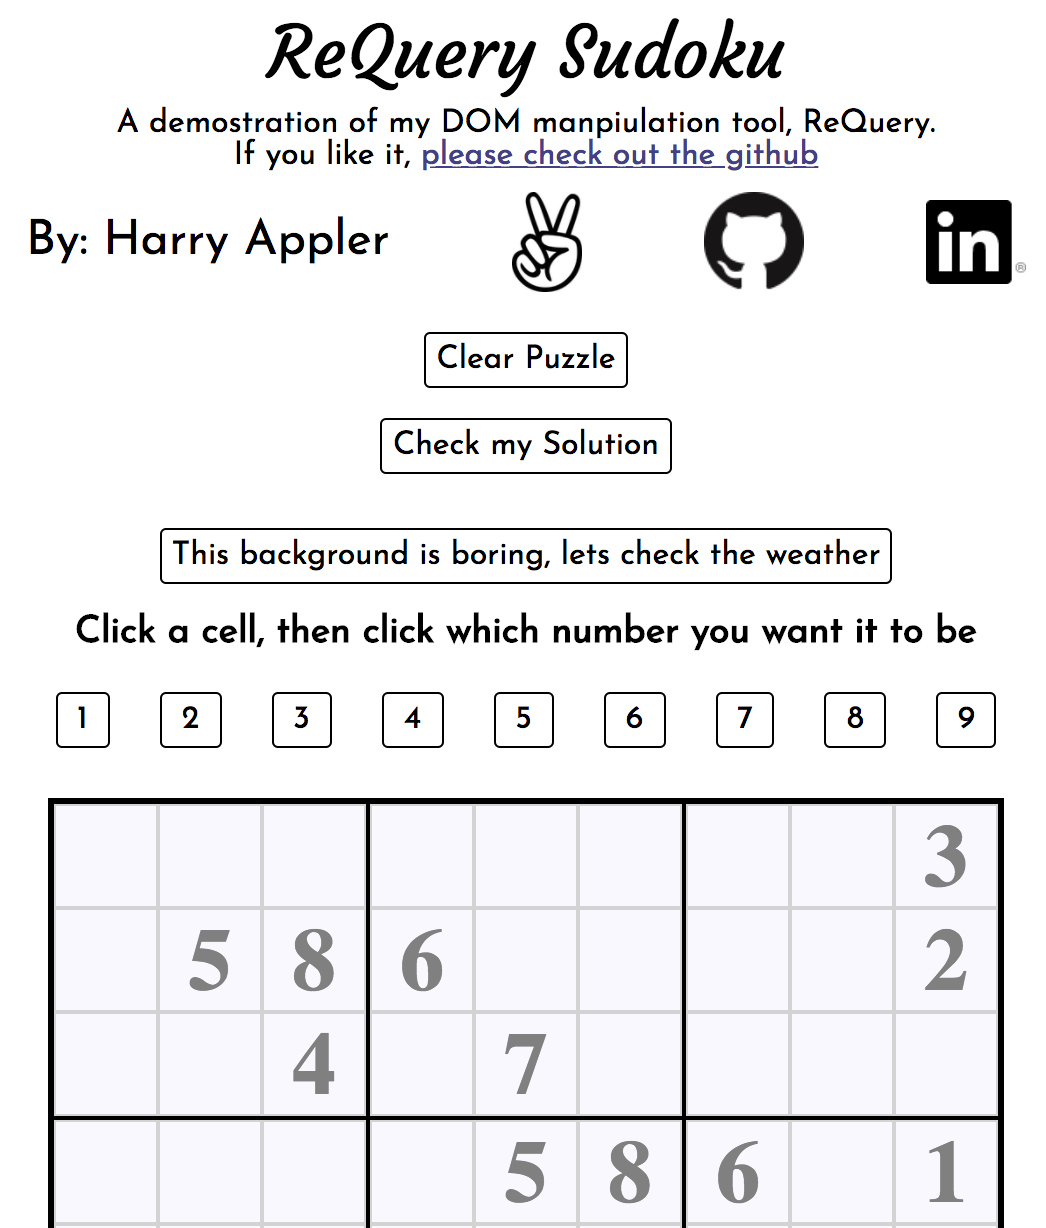 ReQuery Sudoku
A demostration of my DOM manpiulation tool, ReQuery.
If you like it, please check out the github
By: Harry Appler
in ®
Clear Puzzle
Check my Solution
This background is boring, lets check the weather
Click a cell, then click which number you want it to be
1 2 3 4 5 6 7 8 9
3
5 8 6 2
4 7
5 8 6 1